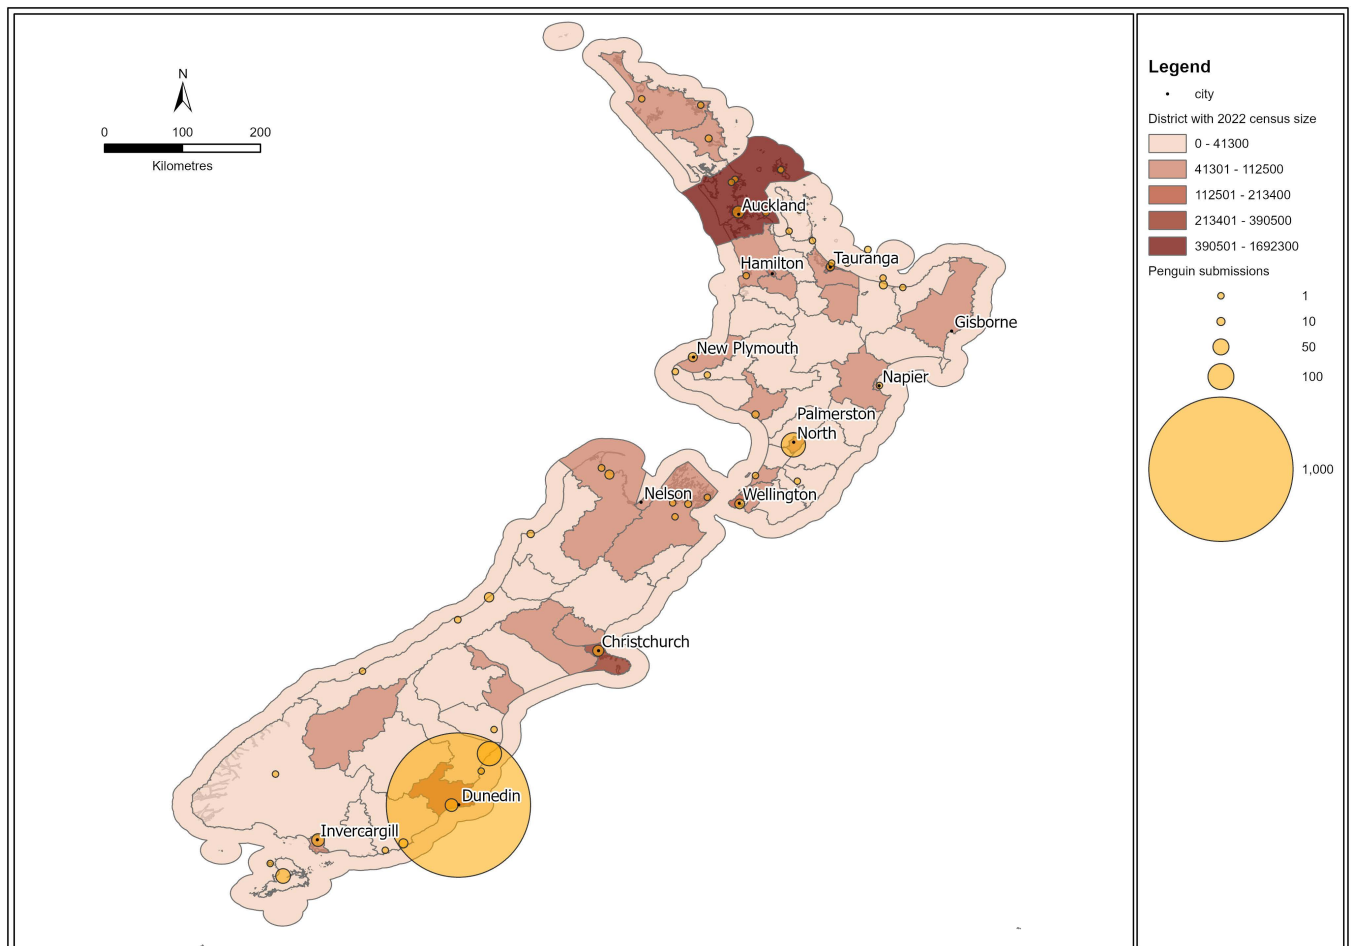 N
0 100 200
Kilometres
Auckland
Hamilton
Tauranga
Gisborne
New Plymouth
Napier
Palmerston
North
Nelson
Wellington
Christchurch
Dunedin
Invercargill
Legend
city
District with 2022 census size
0 - 41300
41301 - 112500
112501 - 213400
213401 - 390500
390501 - 1692300
Penguin submissions
1
10
50
100
1,000